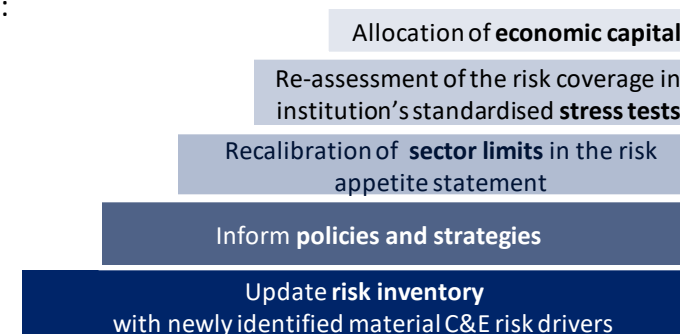 :
Allocation of economic capital
Re-assessment of the risk coverage in
institution's standardised stress tests
Recalibration of sector limits in the risk
appetite statement
Inform policies and strategies
Update risk inventory
with newly identified material C&E risk drivers